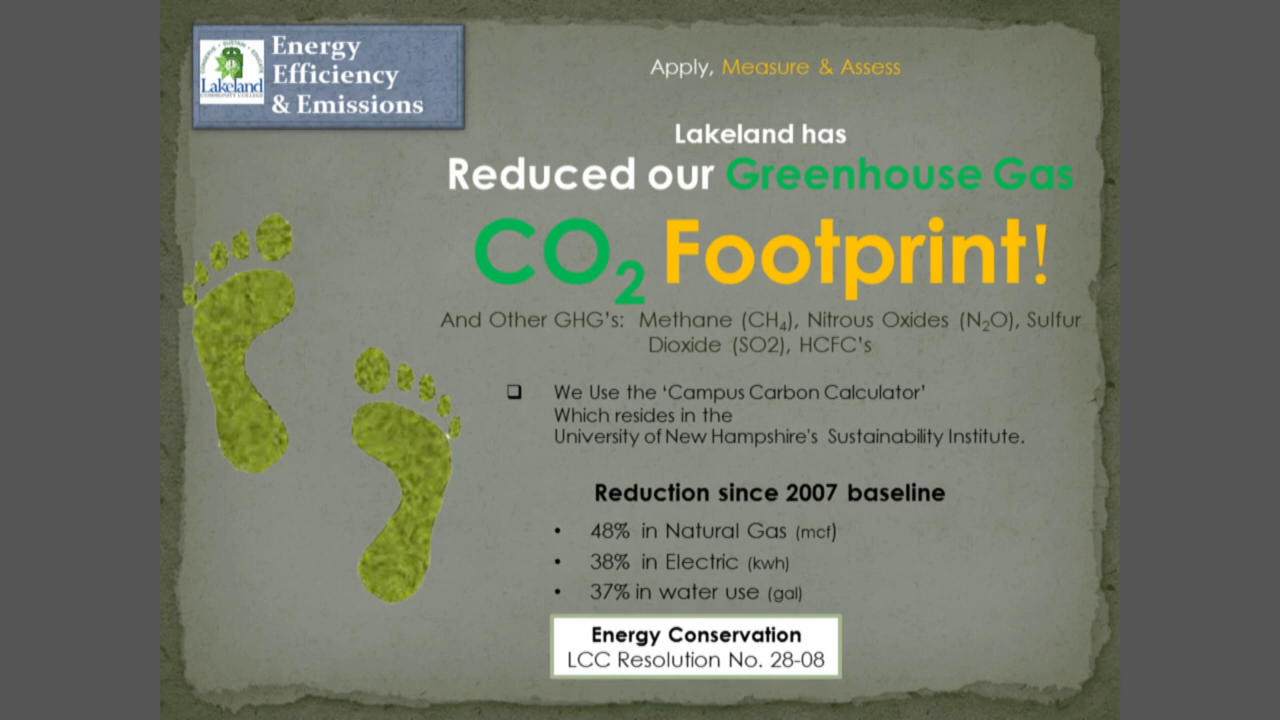 Lakeland
COMMUNITY COLLEGE
Energy
Efficiency
& Emissions
Apply, Measure & Assess
Lakeland has
Reduced our Greenhouse Gas
CO₂ Footprint!
And Other GHG's: Methane (CH₄), Nitrous Oxides (N₂O), Sulfur
Dioxide (SO2), HCFC's
❑ We Use the ‘Campus Carbon Calculator’
Which resides in the
University of New Hampshire's Sustainability Institute.
Reduction since 2007 baseline
• 48% in Natural Gas (mcf)
• 38% in Electric (kwh)
• 37% in water use (gal)
Energy Conservation
LCC Resolution No. 28-08